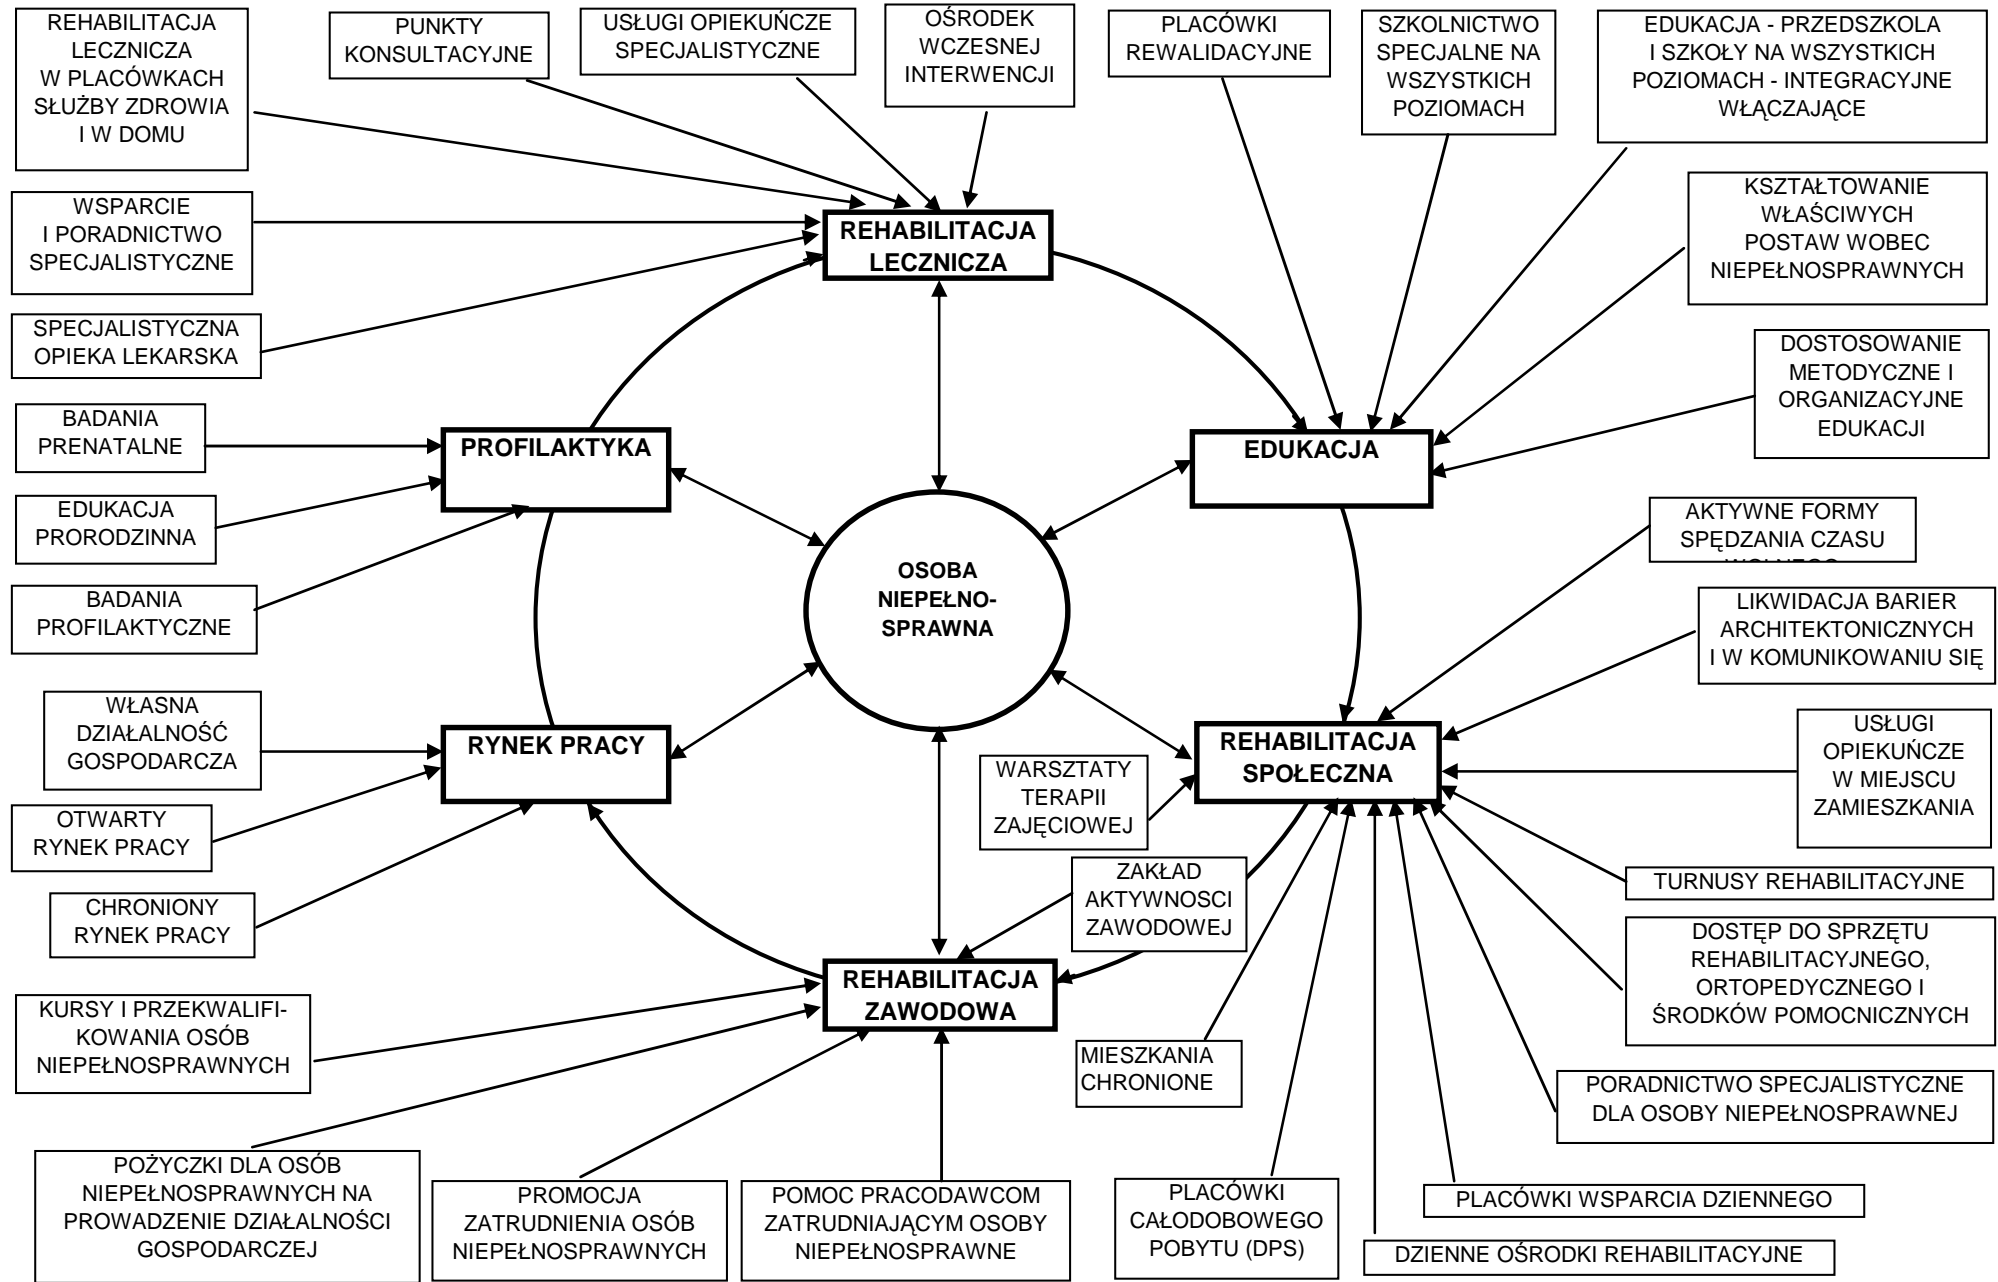 REHABILITACJA
LECZNICZA
W PLACÓWKACH
SŁUŻBY ZDROWIA
I W DOMU
PUNKTY
KONSULTACYJNE
USŁUGI OPIEKUŃCZE
SPECJALISTYCZNE
OŚRODEK
WCZESNEJ
INTERWENCJI
PLACÓWKI
REWALIDACYJNE
SZKOLNICTWO
SPECJALNE NA
WSZYSTKICH
POZIOMACH
EDUKACJA - PRZEDSZKOLA
I SZKOŁY NA WSZYSTKICH
POZIOMACH - INTEGRACYJNE
WŁĄCZAJĄCE
WSPARCIE
I PORADNICTWO
SPECJALISTYCZNE
REHABILITACJA
LECZNICZA
KSZTAŁTOWANIE
WŁAŚCIWYCH
POSTAW WOBEC
NIEPEŁNOSPRAWNYCH
SPECJALISTYCZNA
OPIEKA LEKARSKA
DOSTOSOWANIE
METODYCZNE I
ORGANIZACYJNE
EDUKACJI
BADANIA
PRENATALNE
PROFILAKTYKA
EDUKACJA
EDUKACJA
PRORODZINNA
AKTYWNE FORMY
SPĘDZANIA CZASU
BADANIA
PROFILAKTYCZNE
OSOBA
NIEPEŁNO-
SPRAWNA
LIKWIDACJA BARIER
ARCHITEKTONICZNYCH
I W KOMUNIKOWANIU SIĘ
WŁASNA
DZIAŁALNOŚĆ
GOSPODARCZA
RYNEK PRACY
REHABILITACJA
SPOŁECZNA
USŁUGI
OPIEKUŃCZE
W MIEJSCU
ZAMIESZKANIA
WARSZTATY
TERAPII
ZAJĘCIOWEJ
OTWARTY
RYNEK PRACY
ZAKŁAD
AKTYWNOSCI
ZAWODOWEJ
TURNUSY REHABILITACYJNE
CHRONIONY
RYNEK PRACY
DOSTĘP DO SPRZĘTU
REHABILITACYJNEGO,
ORTOPEDYCZNEGO I
ŚRODKÓW POMOCNICZNYCH
REHABILITACJA
ZAWODOWA
KURSY I PRZEKWALIFI-
KOWANIA OSÓB
NIEPEŁNOSPRAWNYCH
MIESZKANIA
CHRONIONE
PORADNICTWO SPECJALISTYCZNE
DLA OSOBY NIEPEŁNOSPRAWNEJ
POŻYCZKI DLA OSÓB
NIEPEŁNOSPRAWNYCH NA
PROWADZENIE DZIAŁALNOŚCI
GOSPODARCZEJ
PROMOCJA
ZATRUDNIENIA OSÓB
NIEPEŁNOSPRAWNYCH
POMOC PRACODAWCOM
ZATRUDNIAJĄCYM OSOBY
NIEPEŁNOSPRAWNE
PLACÓWKI
CAŁODOBOWEGO
POBYTU (DPS)
PLACÓWKI WSPARCIA DZIENNEGO
DZIENNE OŚRODKI REHABILITACYJNE